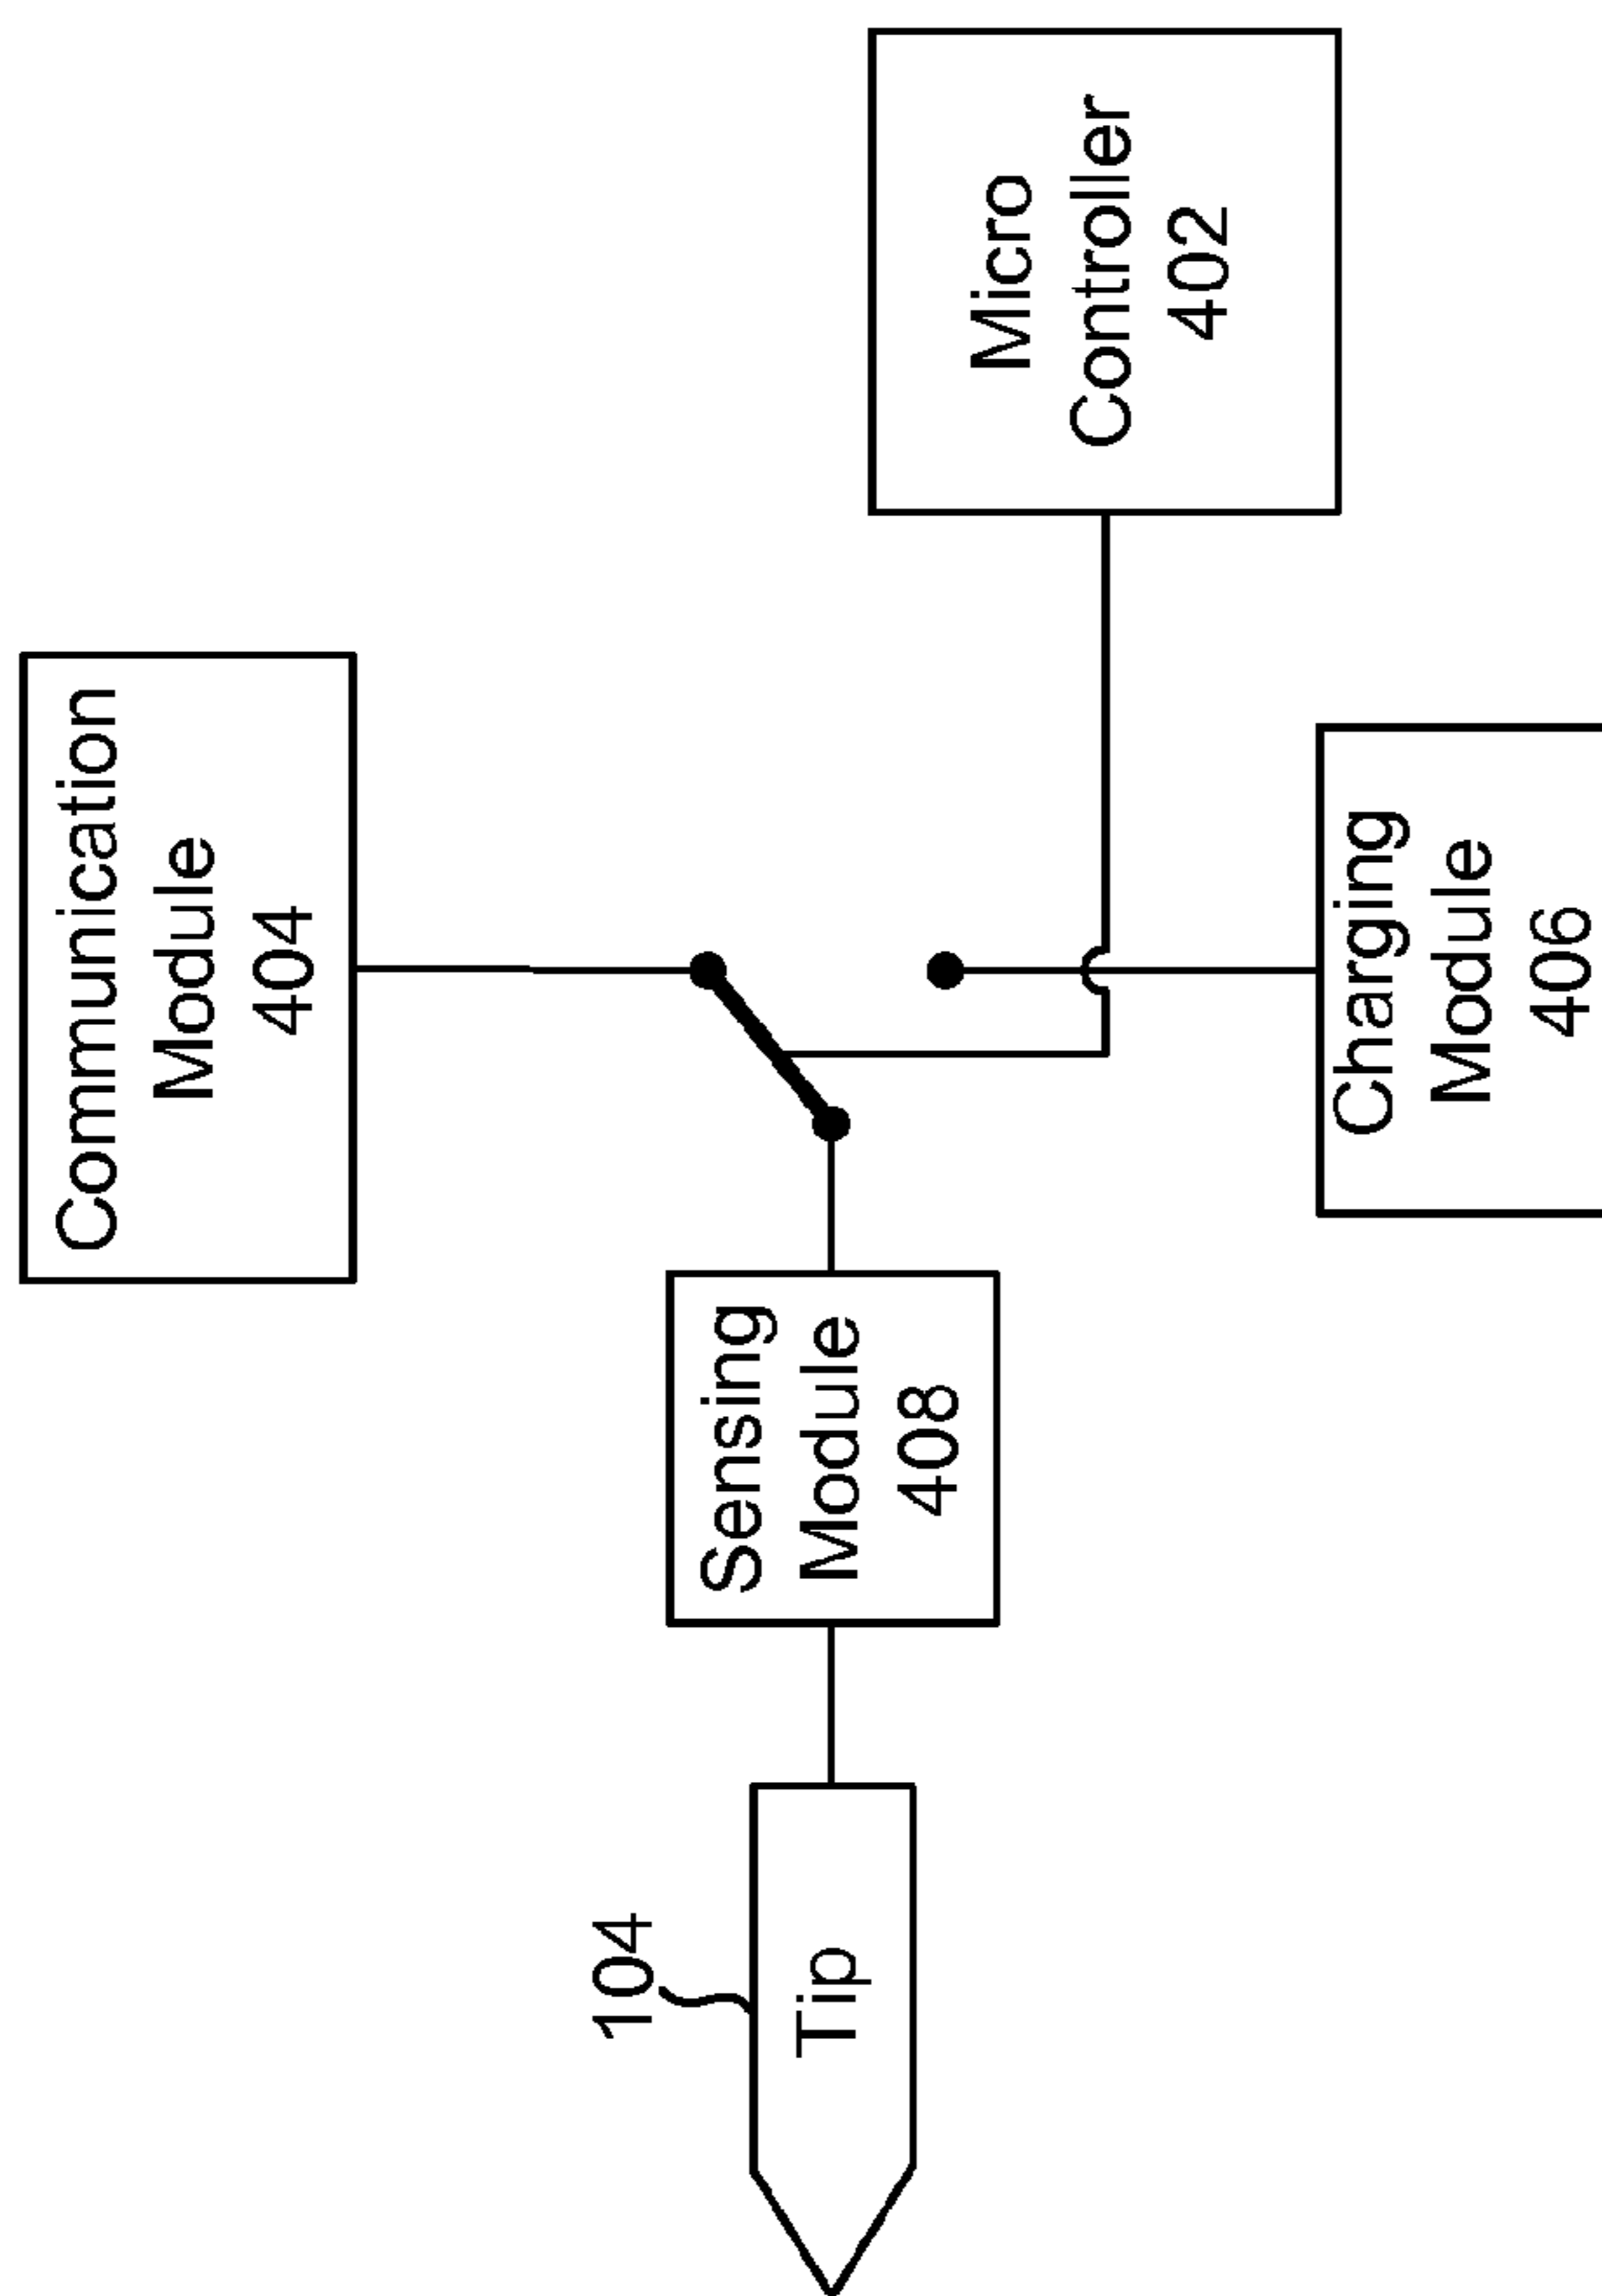 Communication
Module
404
104
Tip
Sensing
Module
408
Micro
Controller
402
Charging
Module
406